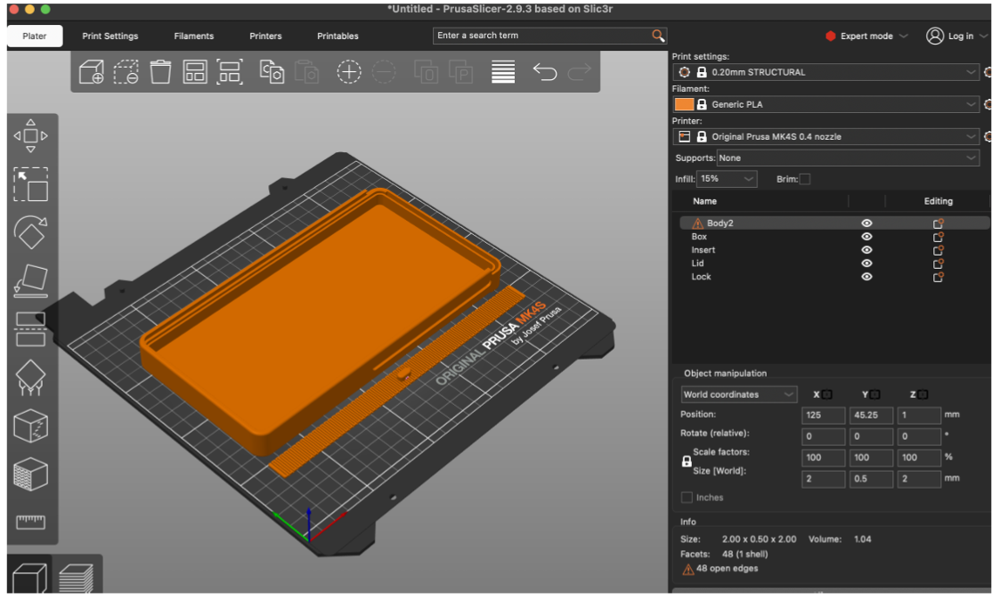 *Untitled - PrusaSlicer-2.9.3 based on Slic3r
Plater Print Settings Filaments Printers Printables Enter a search term Expert mode Log in
Print settings:
0.20mm STRUCTURAL
Filament:
Generic PLA
Printer:
Original Prusa MK4S 0.4 nozzle
Supports: None
Infill: 15% Brim:
Name Editing
Body2
Box
Insert
Lid
Lock
ORIGINAL PRUSA MK4S
by Josef Prusa
Object manipulation
World coordinates X Y Z
Position: 125 45.25 1 mm
Rotate (relative): 0 0 0 °
Scale factors: 100 100 100 %
Size [World]: 2 0.5 2 mm
Inches
Info
Size: 2.00 x 0.50 x 2.00 Volume: 1.04
Facets: 48 (1 shell)
48 open edges